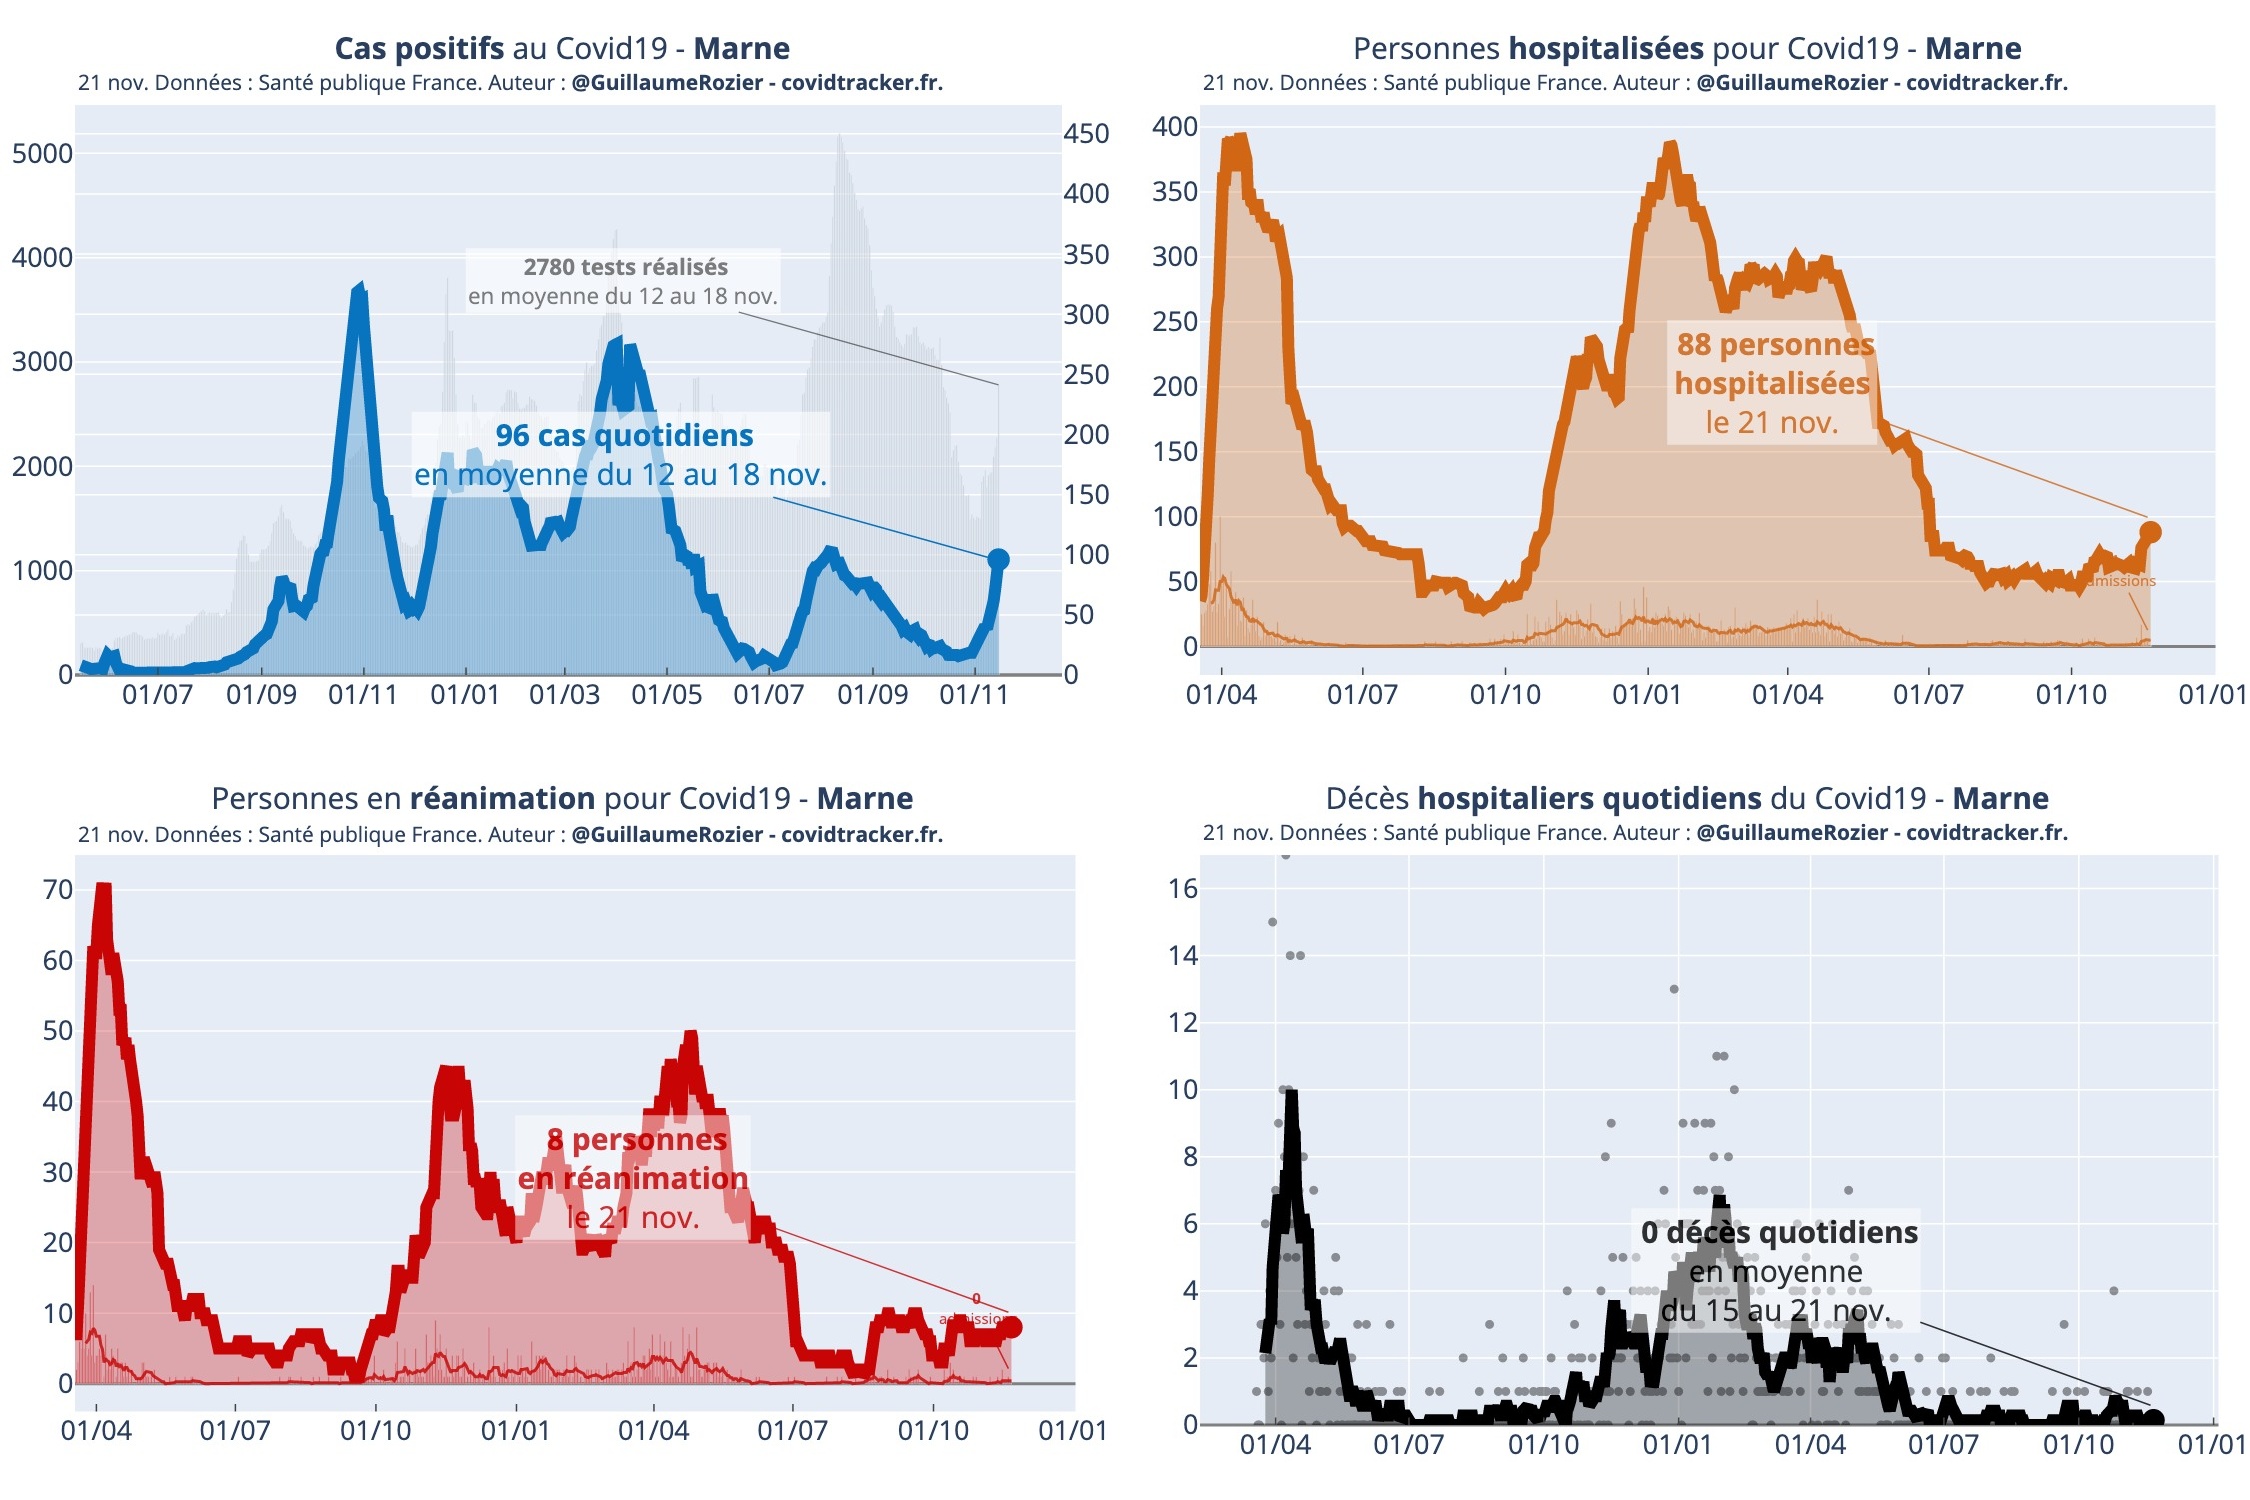 Cas positifs au Covid19 - Marne
21 nov. Données : Santé publique France. Auteur : @GuillaumeRozier - covidtracker.fr.
5000
4000
3000
2000
1000
0
450
400
350
300
250
200
150
100
50
0
2780 tests réalisés
en moyenne du 12 au 18 nov.
96 cas quotidiens
en moyenne du 12 au 18 nov.
01/07 01/09 01/11 01/01 01/03 01/05 01/07 01/09 01/11
Personnes hospitalisées pour Covid19 - Marne
21 nov. Données : Santé publique France. Auteur : @GuillaumeRozier - covidtracker.fr.
400
350
300
250
200
150
100
50
0
88 personnes
hospitalisées
le 21 nov.
01/04 01/07 01/10 01/01 01/04 01/07 01/10 01/01
Personnes en réanimation pour Covid19 - Marne
21 nov. Données : Santé publique France. Auteur : @GuillaumeRozier - covidtracker.fr.
70
60
50
40
30
20
10
0
8 personnes
en réanimation
le 21 nov.
0
01/04 01/07 01/10 01/01 01/04 01/07 01/10 01/01
Décès hospitaliers quotidiens du Covid19 - Marne
21 nov. Données : Santé publique France. Auteur : @GuillaumeRozier - covidtracker.fr.
16
14
12
10
8
6
4
2
0
0 décès quotidiens
en moyenne
du 15 au 21 nov.
01/04 01/07 01/10 01/01 01/04 01/07 01/10 01/01